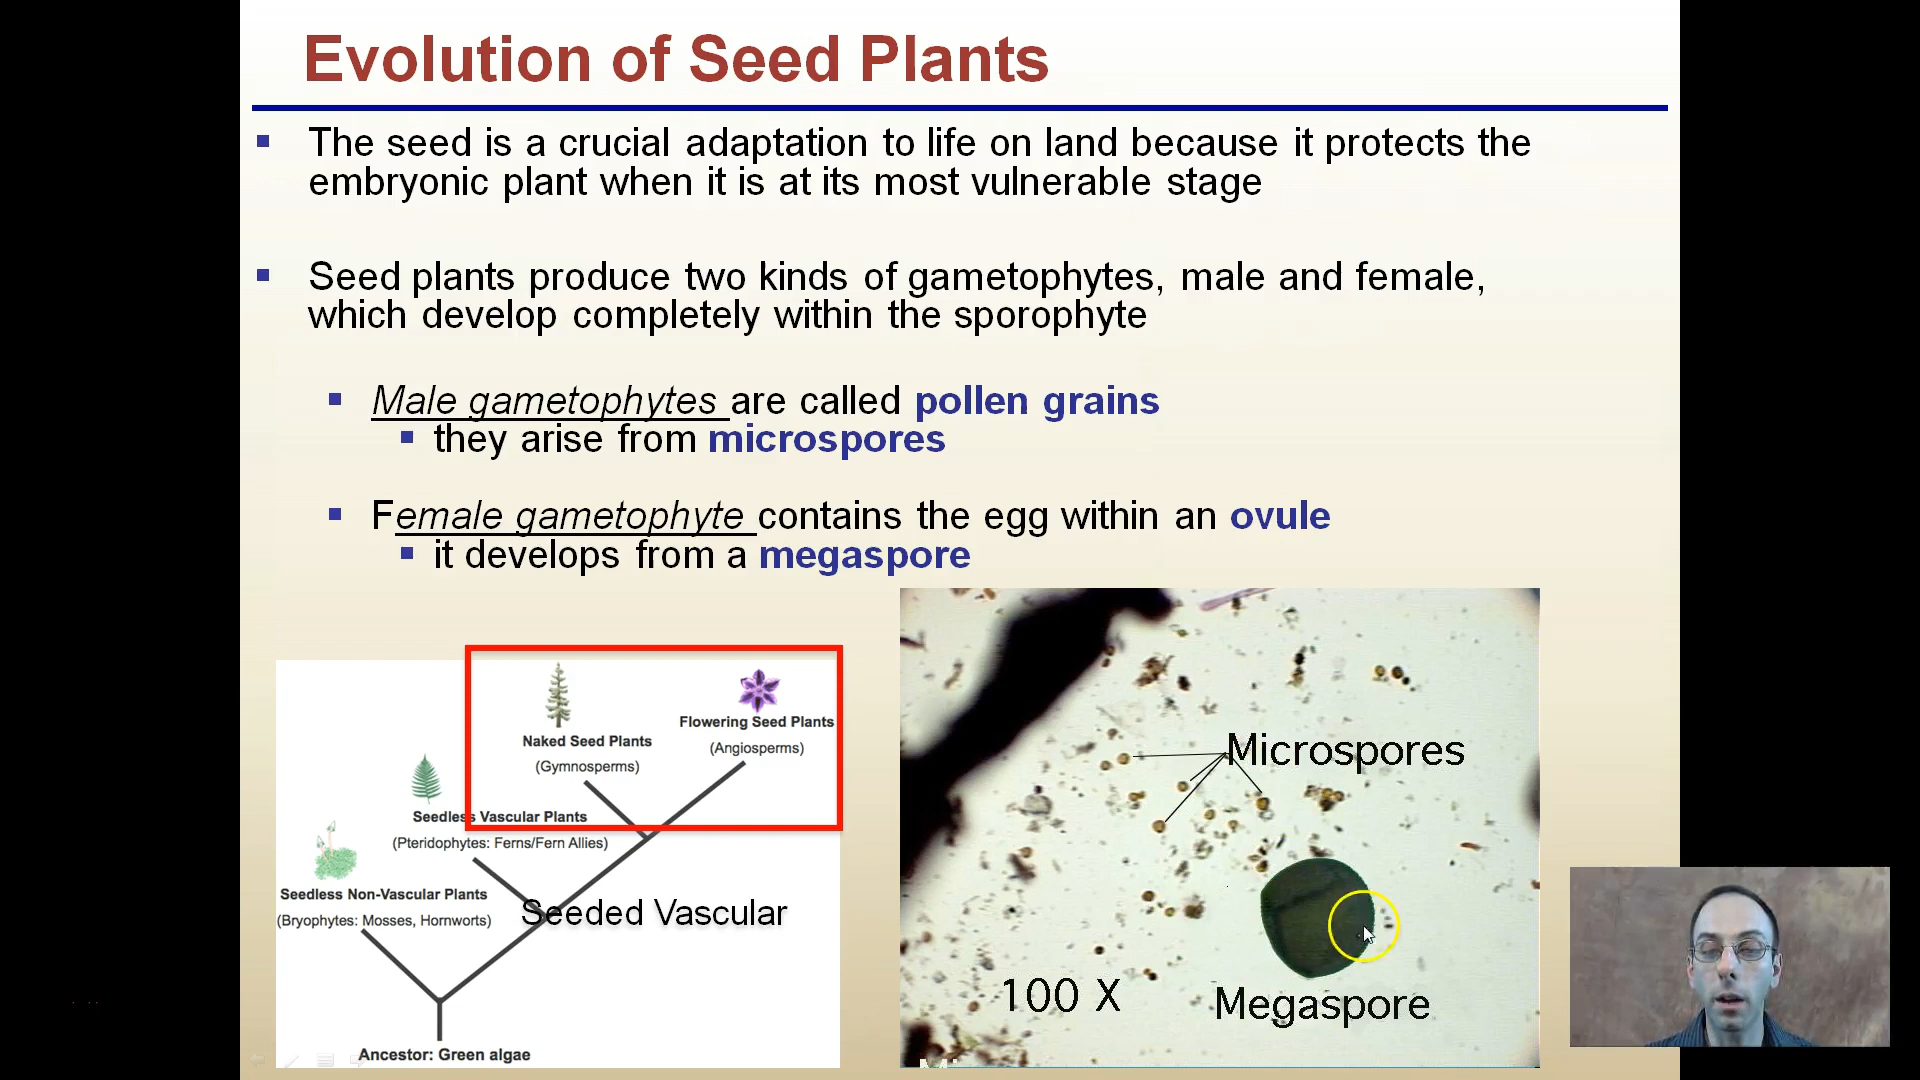 Evolution of Seed Plants
The seed is a crucial adaptation to life on land because it protects the
embryonic plant when it is at its most vulnerable stage
Seed plants produce two kinds of gametophytes, male and female,
which develop completely within the sporophyte
Male gametophytes are called pollen grains
they arise from microspores
Female gametophyte contains the egg within an ovule
it develops from a megaspore
Flowering Seed Plants
(Angiosperms)
Naked Seed Plants
(Gymnosperms)
Seedless Vascular Plants
(Pteridophytes: Ferns/Fern Allies)
Seedless Non-Vascular Plants
(Bryophytes: Mosses, Hornworts)
Seeded Vascular
Ancestor: Green algae
Microspores
100 X
Megaspore